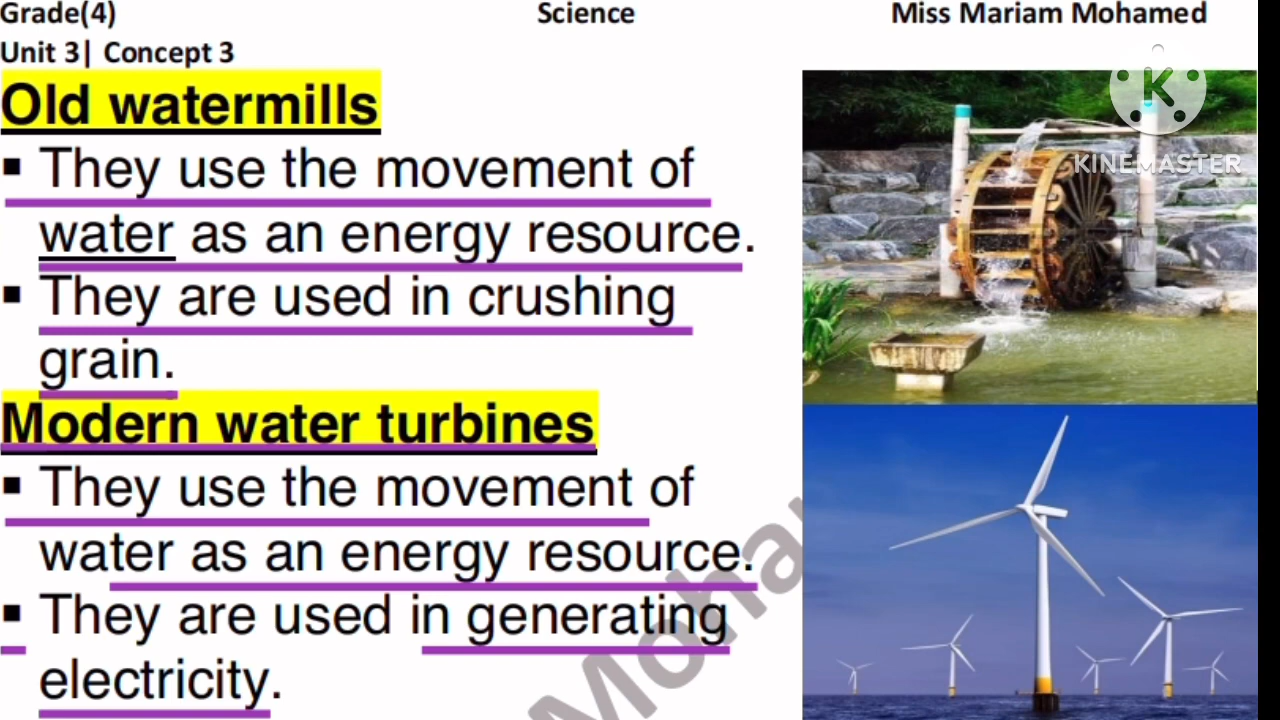 Grade(4) Science Miss Mariam Mohamed
Unit 3| Concept 3
Old watermills
▪ They use the movement of
water as an energy resource.
▪ They are used in crushing
grain.
Modern water turbines
▪ They use the movement of
water as an energy resource.
▪ They are used in generating
electricity.
K
KINEMASTER